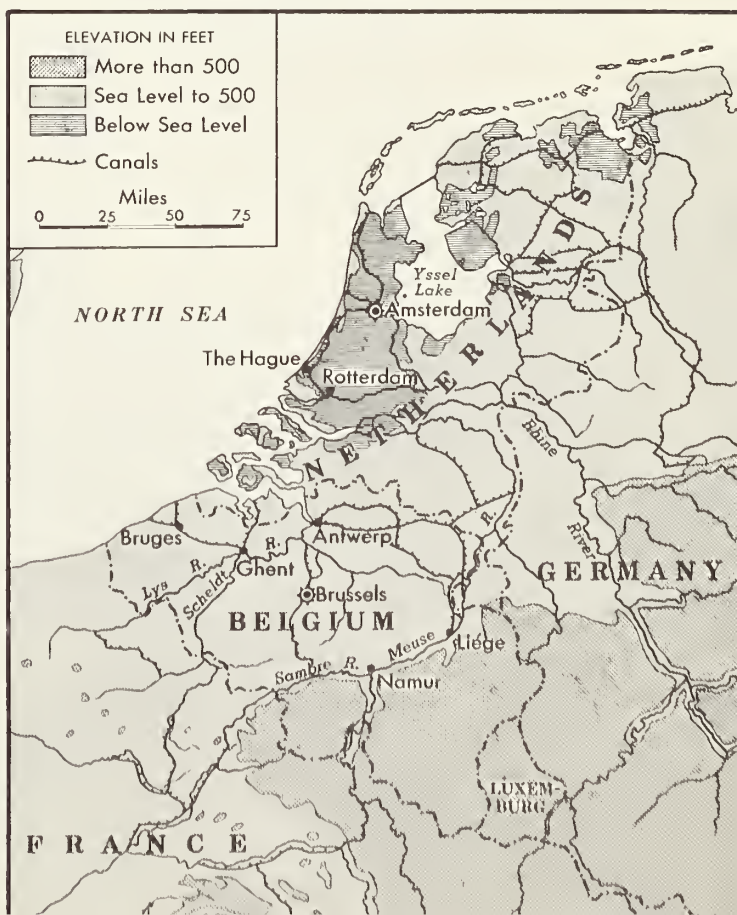 ELEVATION IN FEET
More than 500
Sea Level to 500
Below Sea Level
Canals
Miles
0 25 50 75
NORTH SEA
Yssel
Lake
Amsterdam
The Hague
Rotterdam
NETHERLANDS
Rhine
River
Bruges
Antwerp
Ghent
Lys R.
Scheldt R.
R.
Brussels
BELGIUM
GERMANY
Meuse
Liége
Sambre R.
Namur
LUXEM-
BURG
FRANCE